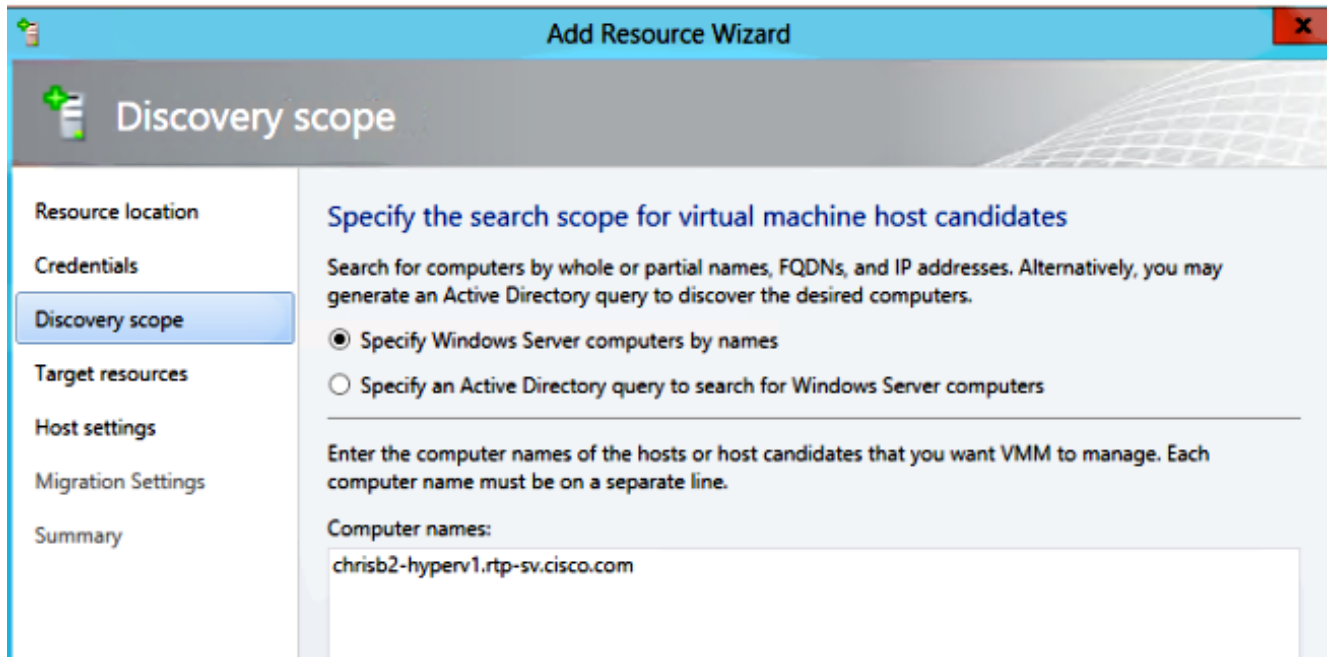 Add Resource Wizard
x
Discovery scope
Resource location
Credentials
Discovery scope
Target resources
Host settings
Migration Settings
Summary
Specify the search scope for virtual machine host candidates
Search for computers by whole or partial names, FQDNs, and IP addresses. Alternatively, you may
generate an Active Directory query to discover the desired computers.
Specify Windows Server computers by names
Specify an Active Directory query to search for Windows Server computers
Enter the computer names of the hosts or host candidates that you want VMM to manage. Each
computer name must be on a separate line.
Computer names:
chrisb2-hyperv1.rtp-sv.cisco.com